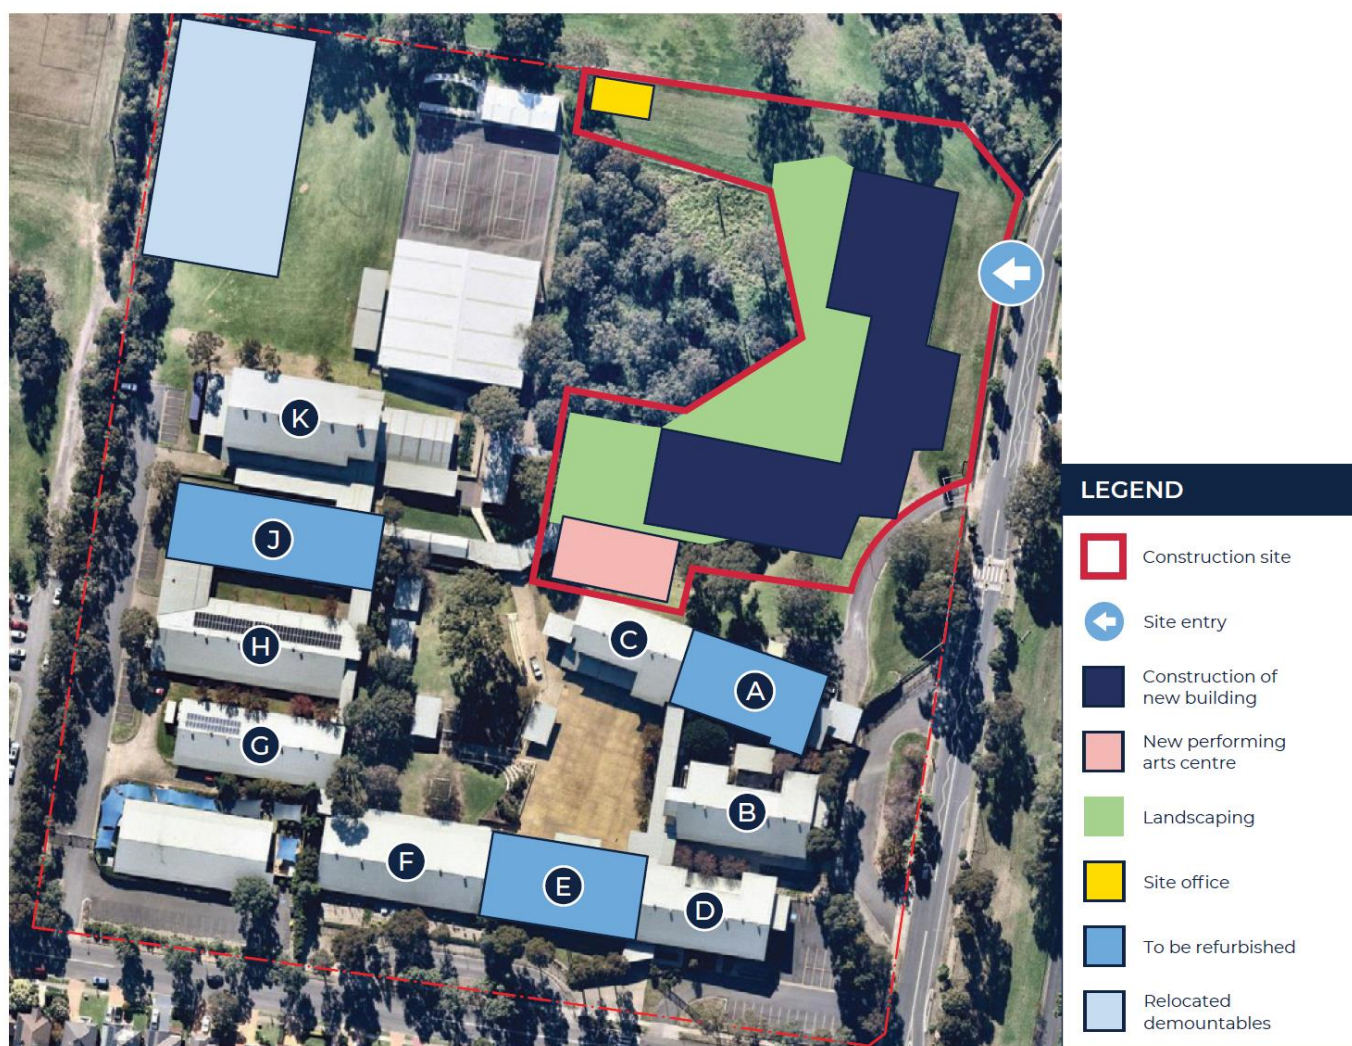 K
J
H
G
F
E
D
C
A
B
LEGEND
Construction site
Site entry
Construction of
new building
New performing
arts centre
Landscaping
Site office
To be refurbished
Relocated
demountables